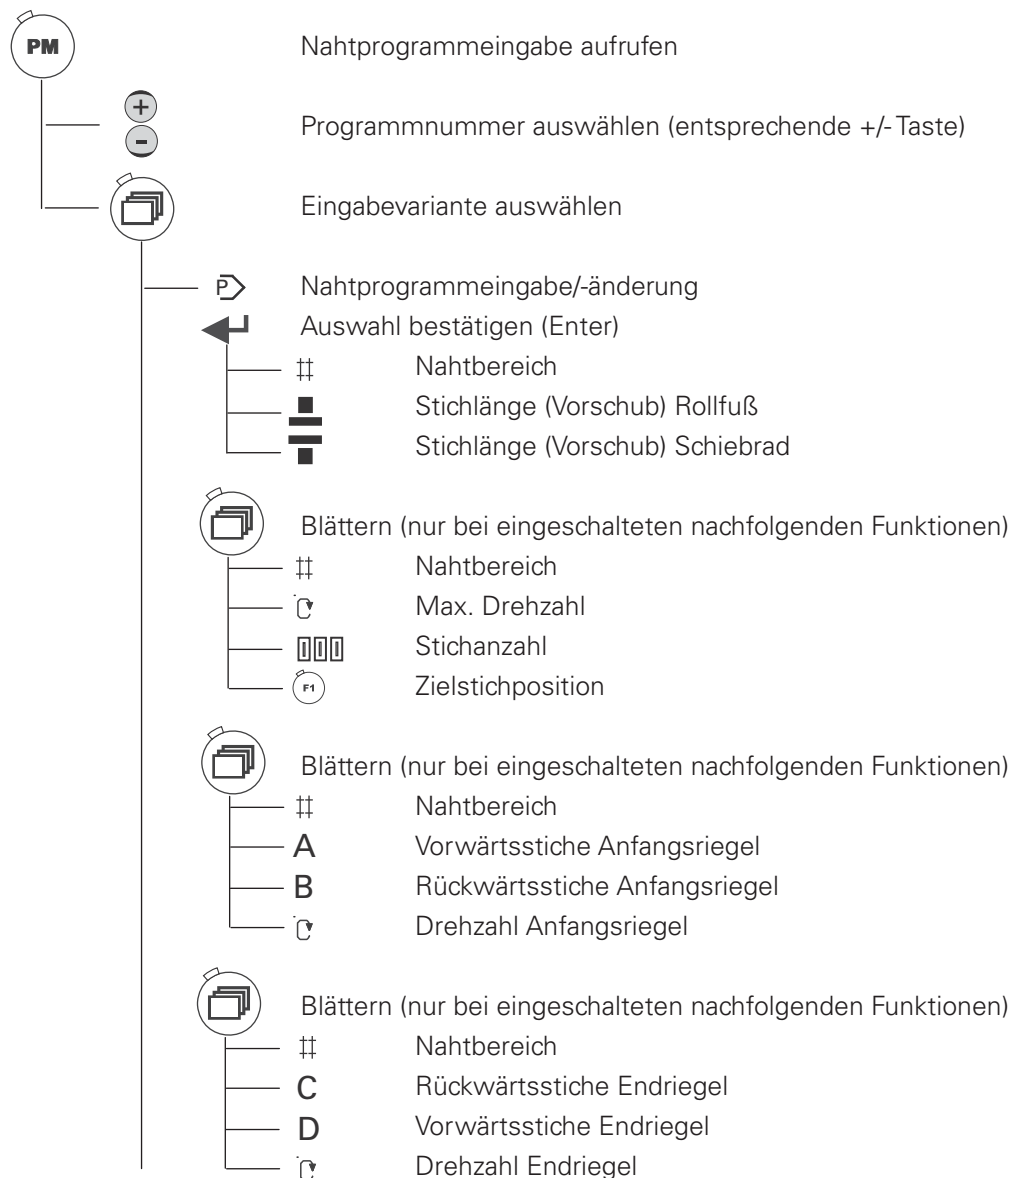 PM Nahtprogrammeingabe aufrufen
+
Programmnummer auswählen (entsprechende +/- Taste)
-
Eingabevariante auswählen
P Nahtprogrammeingabe/-änderung
Auswahl bestätigen (Enter)
Nahtbereich
Stichlänge (Vorschub) Rollfuß
Stichlänge (Vorschub) Schiebrad
Blättern (nur bei eingeschalteten nachfolgenden Funktionen)
Nahtbereich
Max. Drehzahl
Stichanzahl
F1 Zielstichposition
Blättern (nur bei eingeschalteten nachfolgenden Funktionen)
Nahtbereich
A Vorwärtsstiche Anfangsriegel
B Rückwärtsstiche Anfangsriegel
Drehzahl Anfangsriegel
Blättern (nur bei eingeschalteten nachfolgenden Funktionen)
Nahtbereich
C Rückwärtsstiche Endriegel
D Vorwärtsstiche Endriegel
Drehzahl Endriegel